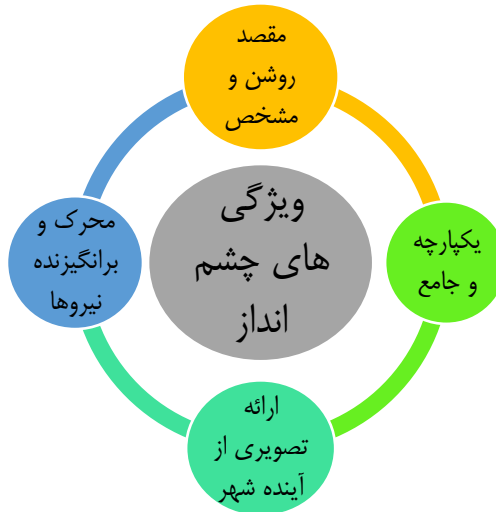 مقصد
روشن و
مشخص
یکپارچه
و جامع
ارائه
تصویری از
آینده شهر
محرک و
برانگیزنده
نیروها
ویژگی
های چشم
انداز